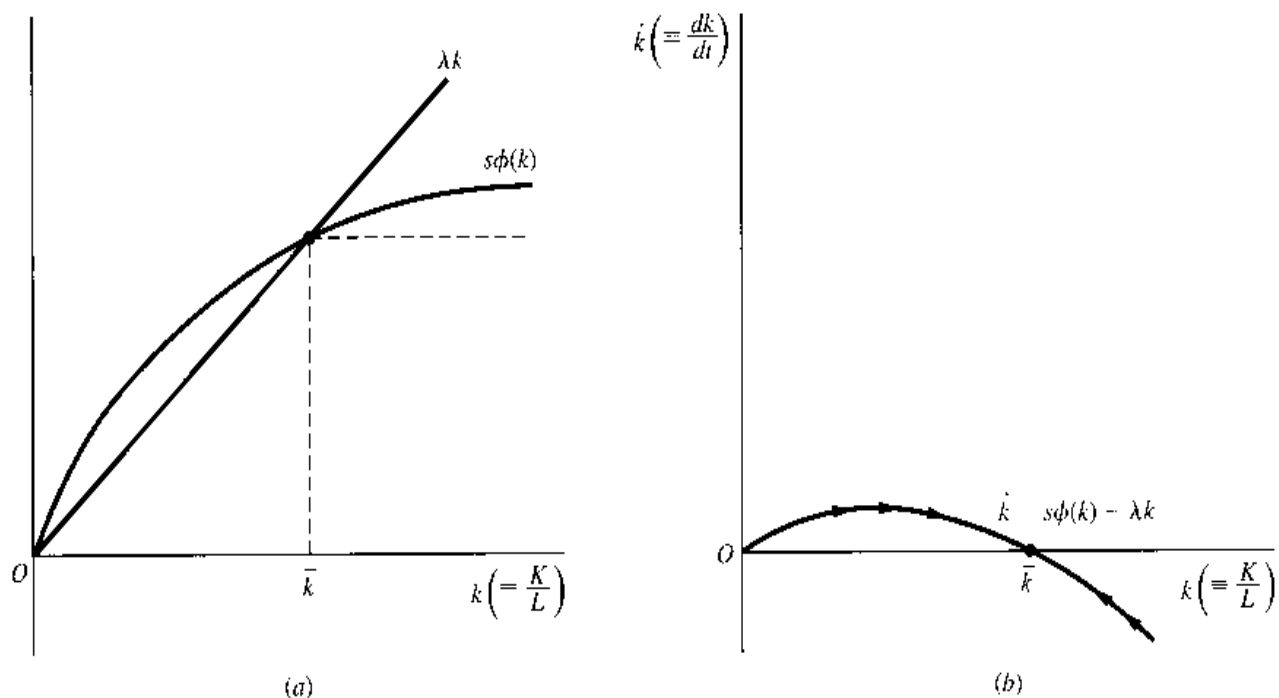 λk
sϕ(k)
O
k̄
k(≡ K/L)
(a)
k̇(≡ dk/dt)
k̇ sϕ(k) − λk
O
k̄
k(≡ K/L)
(b)